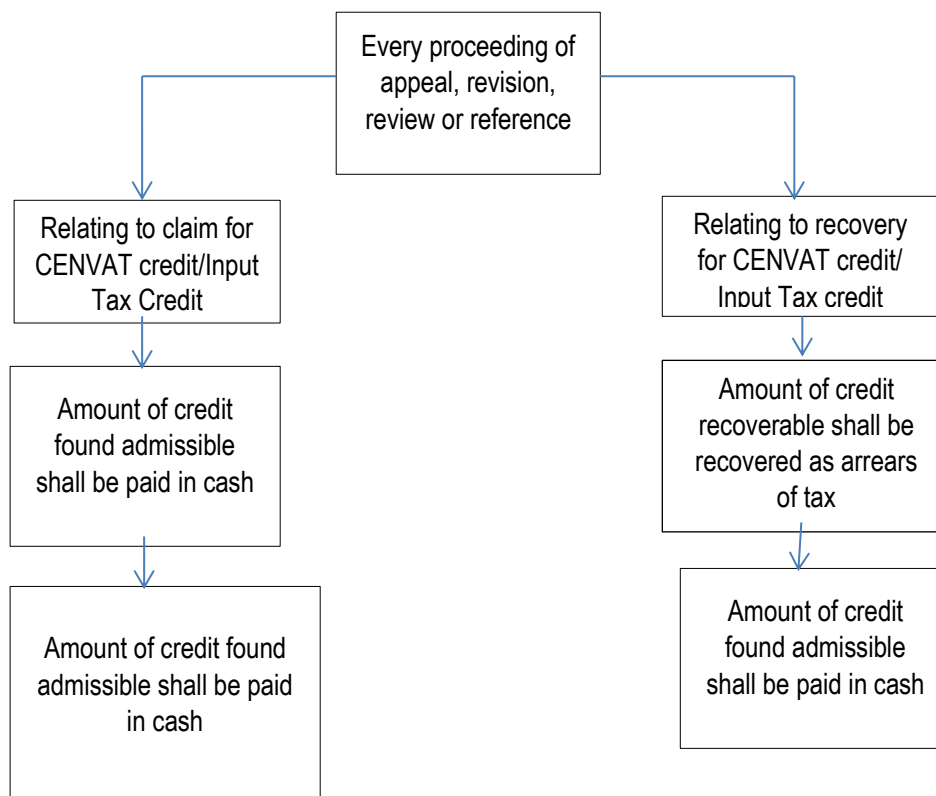 Every proceeding of
appeal, revision,
review or reference
Relating to claim for
CENVAT credit/Input
Tax Credit
Relating to recovery
for CENVAT credit/
Input Tax credit
Amount of credit
found admissible
shall be paid in cash
Amount of credit
recoverable shall be
recovered as arrears
of tax
Amount of credit found
admissible shall be paid
in cash
Amount of credit
found admissible
shall be paid in cash